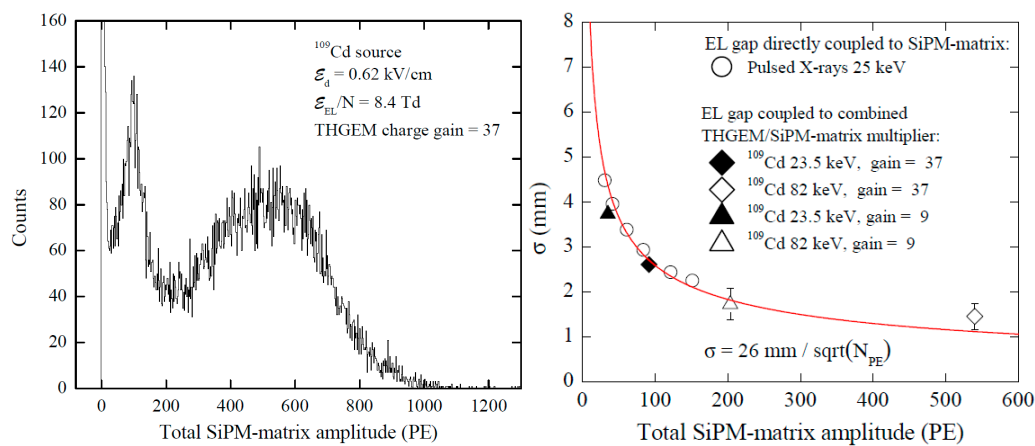 160
140
120
100
80
60
40
20
0
Counts
¹⁰⁹Cd source
ℰd = 0.62 kV/cm
ℰEL/N = 8.4 Td
THGEM charge gain = 37
0 200 400 600 800 1000 1200
Total SiPM-matrix amplitude (PE)
8
7
6
5
4
3
2
1
0
σ (mm)
EL gap directly coupled to SiPM-matrix:
Pulsed X-rays 25 keV
EL gap coupled to combined
THGEM/SiPM-matrix multiplier:
¹⁰⁹Cd 23.5 keV, gain = 37
¹⁰⁹Cd 82 keV, gain = 37
¹⁰⁹Cd 23.5 keV, gain = 9
¹⁰⁹Cd 82 keV, gain = 9
σ = 26 mm / sqrt(NPE)
0 100 200 300 400 500 600
Total SiPM-matrix amplitude (PE)